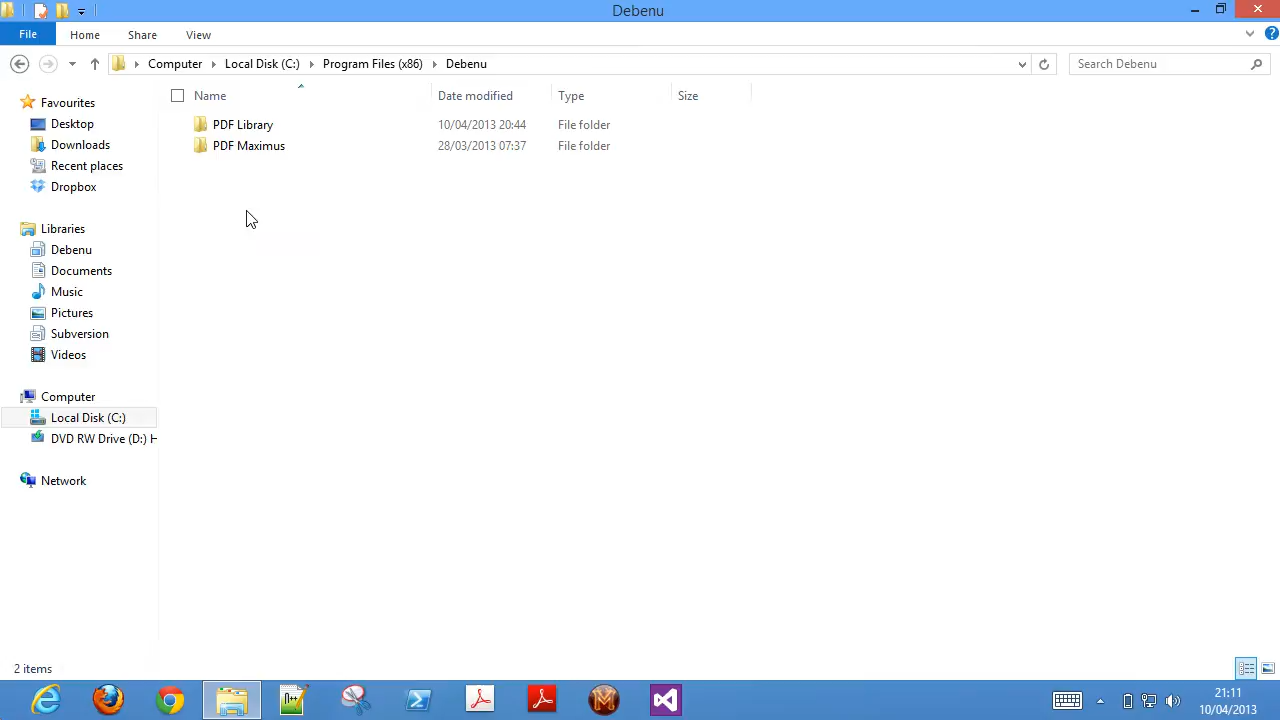 Debenu
File Home Share View
Computer Local Disk (C:) Program Files (x86) Debenu Search Debenu
Name Date modified Type Size
PDF Library 10/04/2013 20:44 File folder
PDF Maximus 28/03/2013 07:37 File folder
Favourites
Desktop
Downloads
Recent places
Dropbox
Libraries
Debenu
Documents
Music
Pictures
Subversion
Videos
Computer
Local Disk (C:)
DVD RW Drive (D:) H
Network
2 items
21:11
10/04/2013